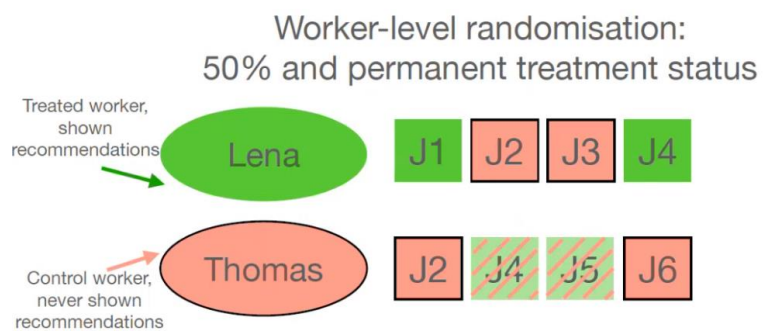 Worker-level randomisation:
50% and permanent treatment status
Treated worker,
shown
recommendations
Lena
J1 J2 J3 J4
Thomas
J2 J4 J5 J6
Control worker,
never shown
recommendations